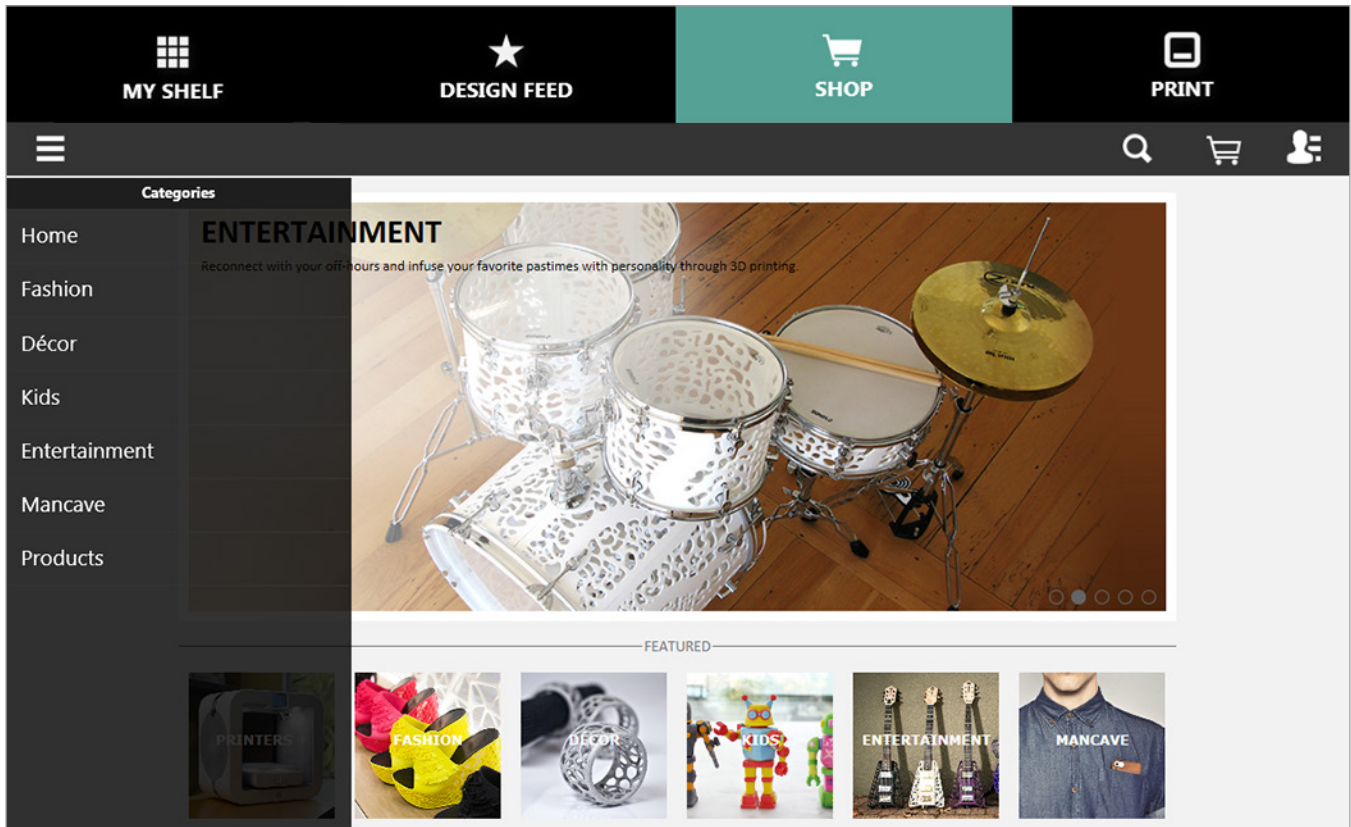 MY SHELF
DESIGN FEED
SHOP
PRINT
Categories
Home
Fashion
Décor
Kids
Entertainment
Mancave
Products
ENTERTAINMENT
Reconnect with your off-hours and infuse your favorite pastimes with personality through 3D printing.
FEATURED
PRINTERS
FASHION
DÉCOR
KIDS
ENTERTAINMENT
MANCAVE